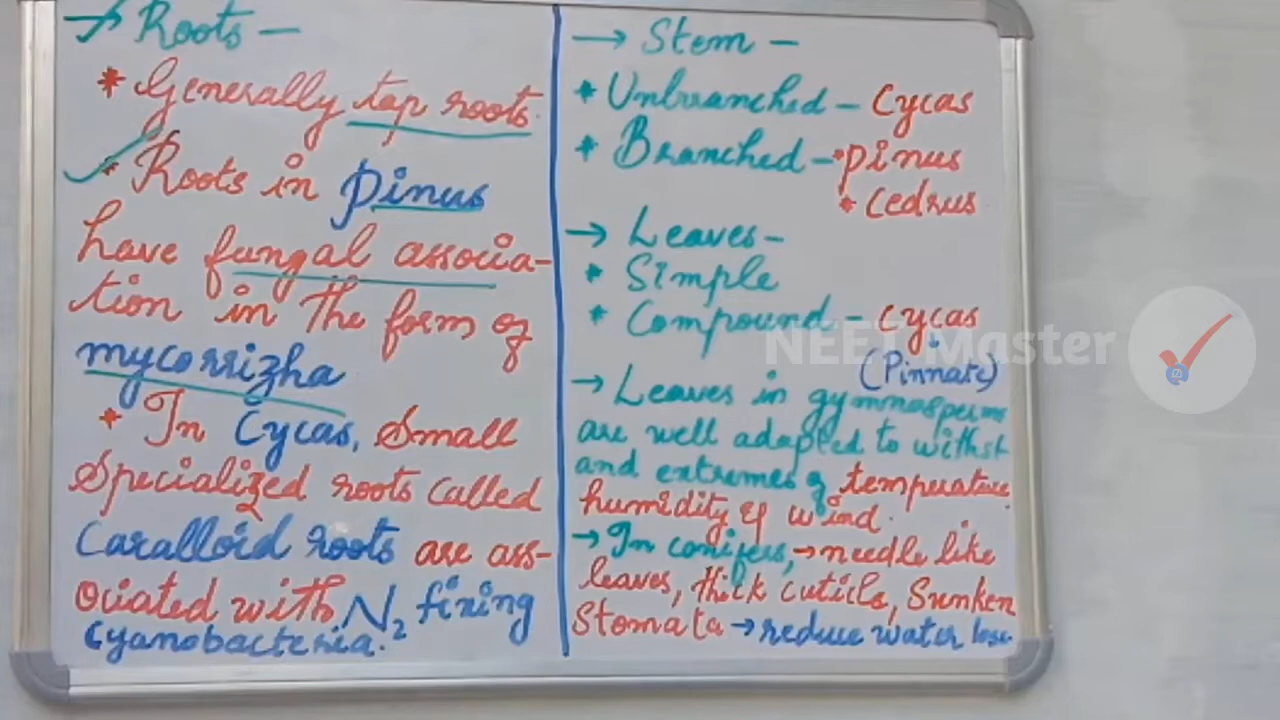 → Roots -
* Generally tap roots.
* Roots in pinus
have fungal associa-
tion in the form of
mycorrizha
* In Cycas, Small
Specialized roots called
Caralloid roots are ass-
ociated with N2 fixing
Cyanobacteria.
→ Stem -
* Unbranched - Cycas
* Branched - * pinus
* Cedrus
→ Leaves -
* Simple
* Compound - Cycas
(Pinnate)
→ Leaves in gymnosperms
are well adapted to withst
and extremes of temperature
humidity & wind.
→ In conifers, → needle like
leaves, thick cuticle, Sunken
Stomata → reduce water loss.
NEET Master